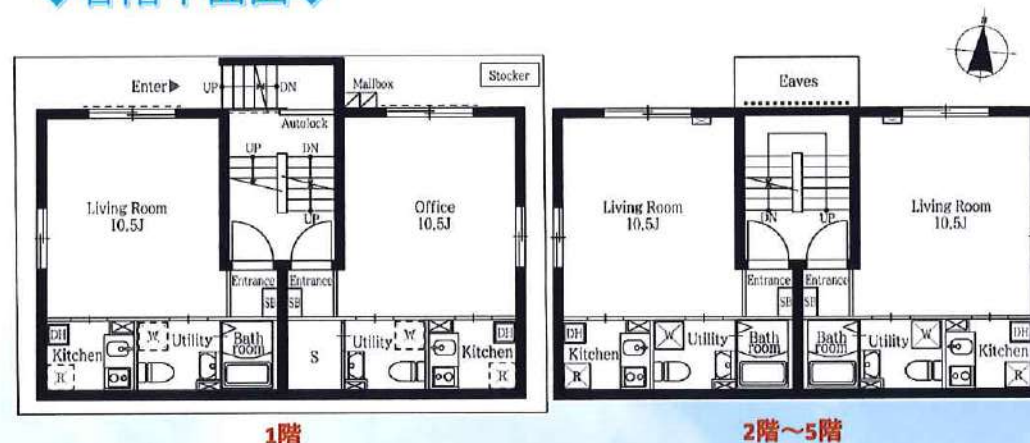 Enter▶
UP
DN
Mailbox
Stocker
Autolock
UP
DN
UP
Living Room
10.5J
Office
10.5J
Entrance
Entrance
SB
SB
DH
W
Utility
Bath
room
Kitchen
R
S
Utility
W
DH
Kitchen
R
1階
N
Eaves
Living Room
10.5J
Living Room
10.5J
DN
UP
Entrance
Entrance
SB
SB
DH
W
Utility
Bath
room
Kitchen
R
Bath
room
Utility
W
DH
Kitchen
R
2階〜5階